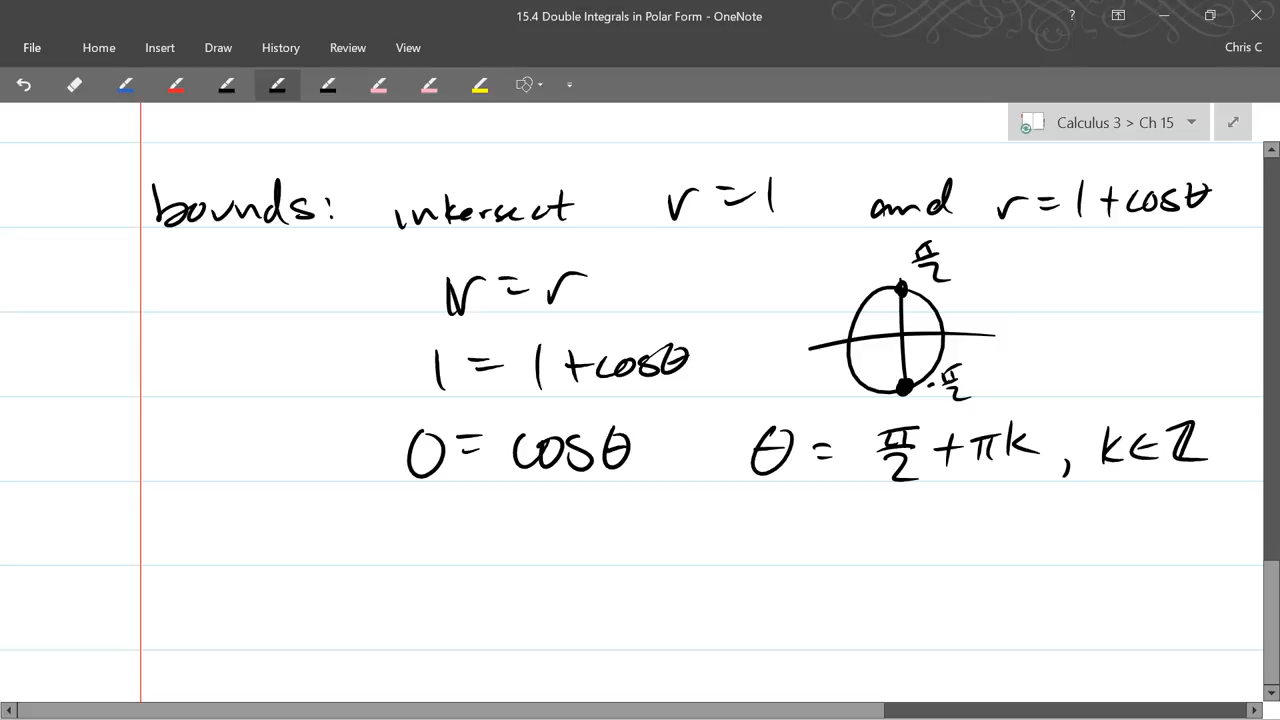 15.4 Double Integrals in Polar Form - OneNote
File Home Insert Draw History Review View Chris C
Calculus 3 > Ch 15
bounds: intersect r = 1 and r = 1 + cosθ
r = r
π/2
1 = 1 + cosθ
-π/2
0 = cosθ θ = π/2 + πk, k ∈ ℤ